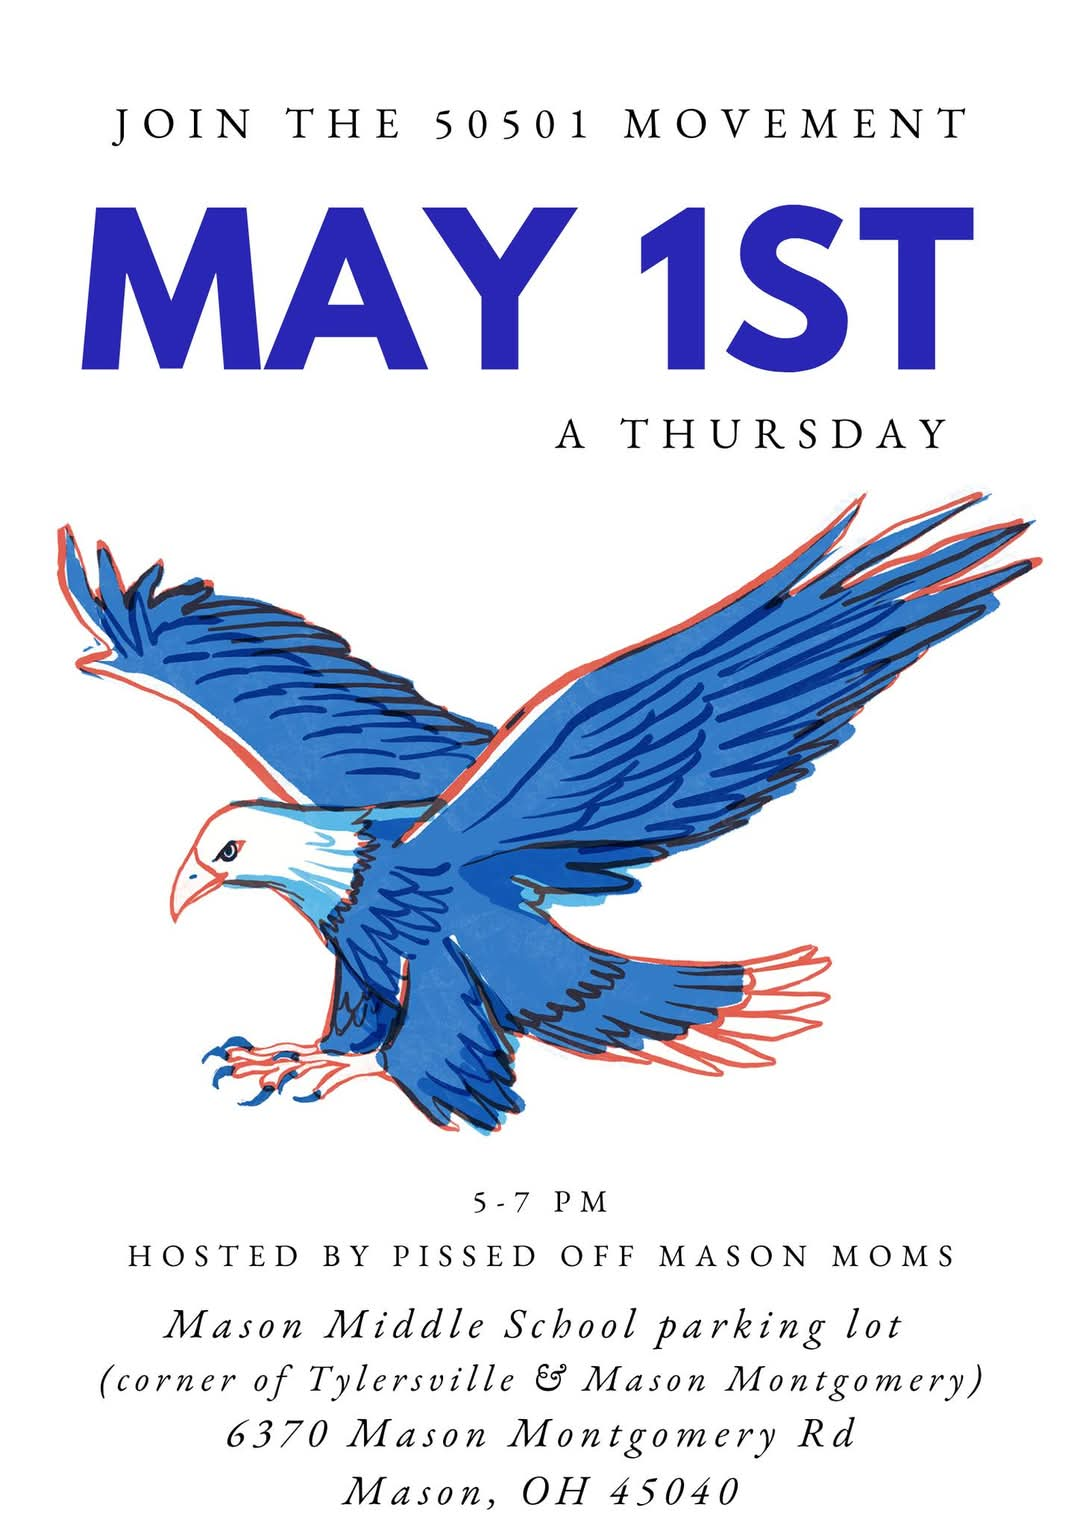 JOIN THE 50501 MOVEMENT
MAY 1ST
A THURSDAY
5-7 PM
HOSTED BY PISSED OFF MASON MOMS
Mason Middle School parking lot
(corner of Tylersville & Mason Montgomery)
6370 Mason Montgomery Rd
Mason, OH 45040